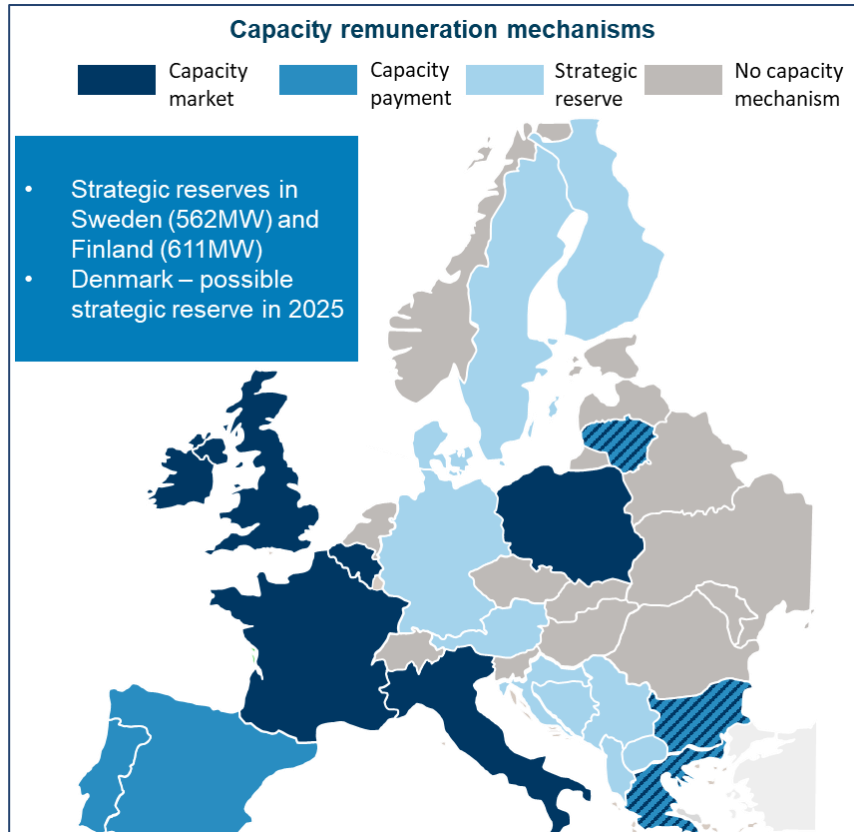 Capacity remuneration mechanisms
Capacity
market
Capacity
payment
Strategic
reserve
No capacity
mechanism
• Strategic reserves in
Sweden (562MW) and
Finland (611MW)
• Denmark – possible
strategic reserve in 2025